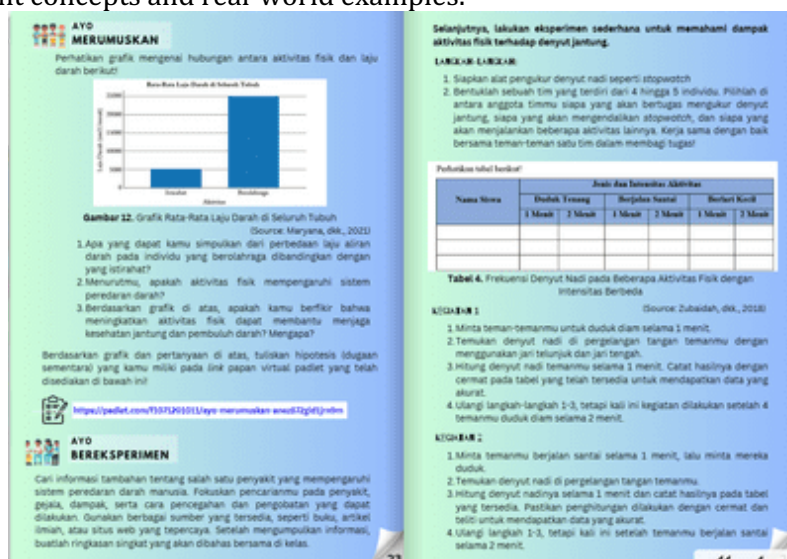 nt concepts and real-world examples.
AYO
MERUMUSKAN
Perhatikan grafik mengenai hubungan antara aktivitas fisik dan laju
darah berikut!
Rata-Rata Laju Darah di Seluruh Tubuh
Istirahat
Berolahraga
Aktivitas
Gambar 12. Grafik Rata-Rata Laju Darah di Seluruh Tubuh
(Source: Maryana, dkk., 2021)
1. Apa yang dapat kamu simpulkan dari perbedaan laju aliran
darah pada individu yang berolahraga dibandingkan dengan
yang istirahat?
2. Menurutmu, apakah aktivitas fisik mempengaruhi sistem
peredaran darah?
3. Berdasarkan grafik di atas, apakah kamu berfikir bahwa
meningkatkan aktivitas fisik dapat membantu menjaga
kesehatan jantung dan pembuluh darah? Mengapa?
Berdasarkan grafik dan pertanyaan di atas, tuliskan hipotesis (dugaan
sementara) yang kamu miliki pada link papan virtual padlet yang telah
disediakan di bawah ini!
AYO
BEREKSPERIMEN
Cari informasi tambahan tentang salah satu penyakit yang mempengaruhi
sistem peredaran darah manusia. Fokuskan pencarianmu pada penyakit,
gejala, dampak, serta cara pencegahan dan pengobatan yang dapat
dilakukan. Gunakan berbagai sumber yang tersedia, seperti buku, artikel
ilmiah, atau situs web yang tepercaya. Setelah mengumpulkan informasi,
buatlah ringkasan singkat yang akan dibahas bersama di kelas.
Selanjutnya, lakukan eksperimen sederhana untuk memahami dampak
aktivitas fisik terhadap denyut jantung.
LANGKAH-LANGKAH:
1. Siapkan alat pengukur denyut nadi seperti stopwatch
2. Bentuklah sebuah tim yang terdiri dari 4 hingga 5 individu. Pilihlah di
antara anggota timmu siapa yang akan bertugas mengukur denyut
jantung, siapa yang akan mengendalikan stopwatch, dan siapa yang
akan menjalankan beberapa aktivitas lainnya. Kerja sama dengan baik
bersama teman-teman satu tim dalam membagi tugas!
Perhatikan tabel berikut!
Nama Siswa
Jenis dan Intensitas Aktivitas
Duduk Tenang Berjalan Santai Berlari Kecil
1 Menit 2 Menit 1 Menit 2 Menit 1 Menit 2 Menit
Tabel 4. Frekuensi Denyut Nadi pada Beberapa Aktivitas Fisik dengan
Intensitas Berbeda
(Source: Zubaidah, dkk., 2018)
KEGIATAN 1
1. Minta teman-temanmu untuk duduk diam selama 1 menit.
2. Temukan denyut nadi di pergelangan tangan temanmu dengan
menggunakan jari telunjuk dan jari tengah.
3. Hitung denyut nadi temanmu selama 1 menit. Catat hasilnya dengan
cermat pada tabel yang telah tersedia untuk mendapatkan data yang
akurat.
4. Ulangi langkah-langkah 1-3, tetapi kali ini kegiatan dilakukan setelah 4
temanmu duduk diam selama 2 menit.
KEGIATAN 2
1. Minta temanmu berjalan santai selama 1 menit, lalu minta mereka
duduk.
2. Temukan denyut nadi di pergelangan tangan temanmu.
3. Hitung denyut nadinya selama 1 menit dan catat hasilnya pada tabel
yang tersedia. Pastikan penghitungan dilakukan dengan cermat dan
teliti untuk mendapatkan data yang akurat.
4. Ulangi langkah 1-3, tetapi kali ini setelah temanmu berjalan santai
selama 2 menit.